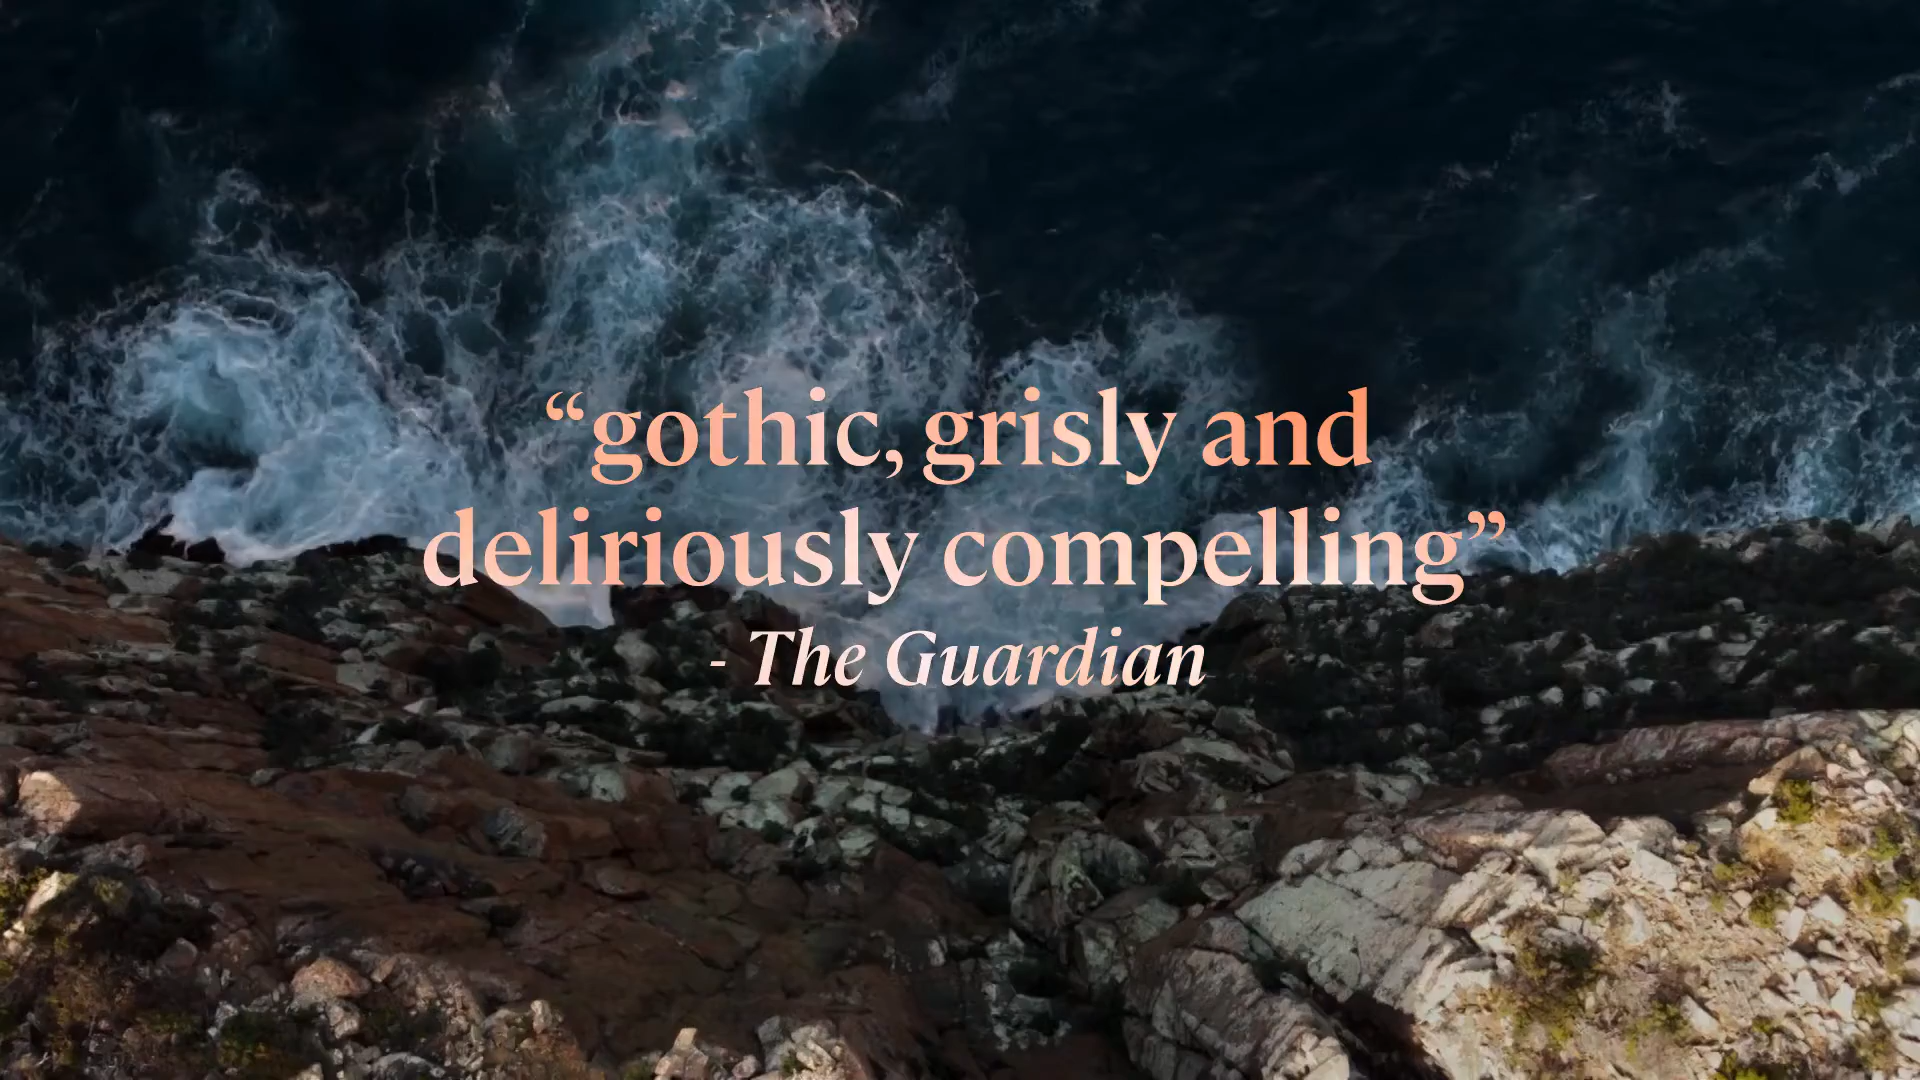 “gothic, grisly and
deliriously compelling”
- The Guardian